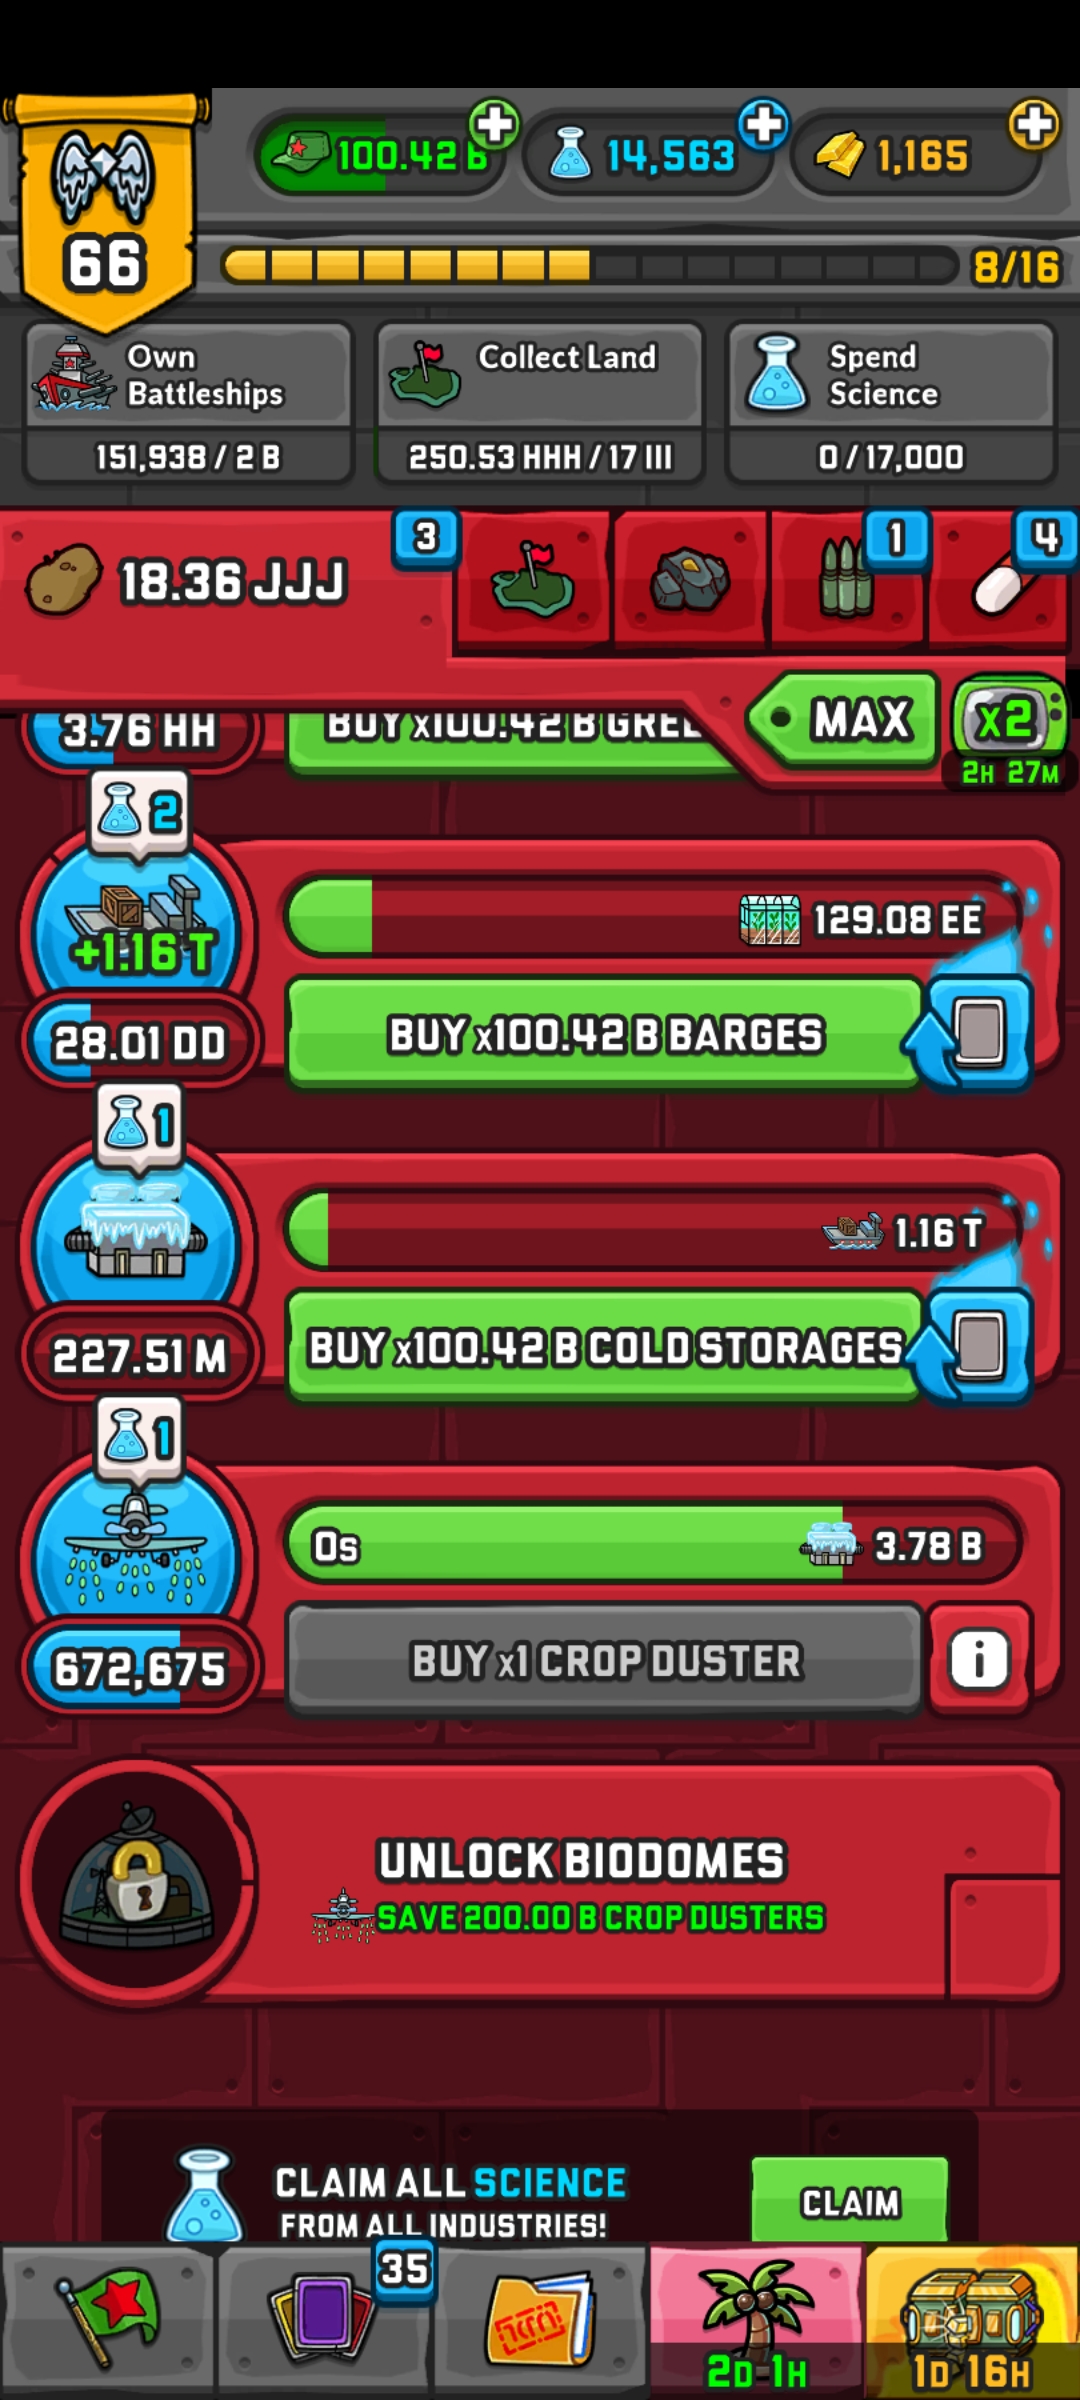 100.42 B
14,563
1,165
66
8/16
Own
Battleships
151,938 / 2 B
Collect Land
250.53 HHH / 17 III
Spend
Science
0 / 17,000
18.36 JJJ
3
1
4
MAX
x2
2H 27M
3.76 HH
BUY x100.42 B
2
+1.16 T
28.01 DD
129.08 EE
BUY x100.42 B BARGES
1
227.51 M
1.16 T
BUY x100.42 B COLD STORAGES
1
672,675
0s
3.78 B
BUY x1 CROP DUSTER
i
UNLOCK BIODOMES
SAVE 200.00 B CROP DUSTERS
CLAIM ALL SCIENCE
FROM ALL INDUSTRIES!
CLAIM
35
2D 1H
1D 16H